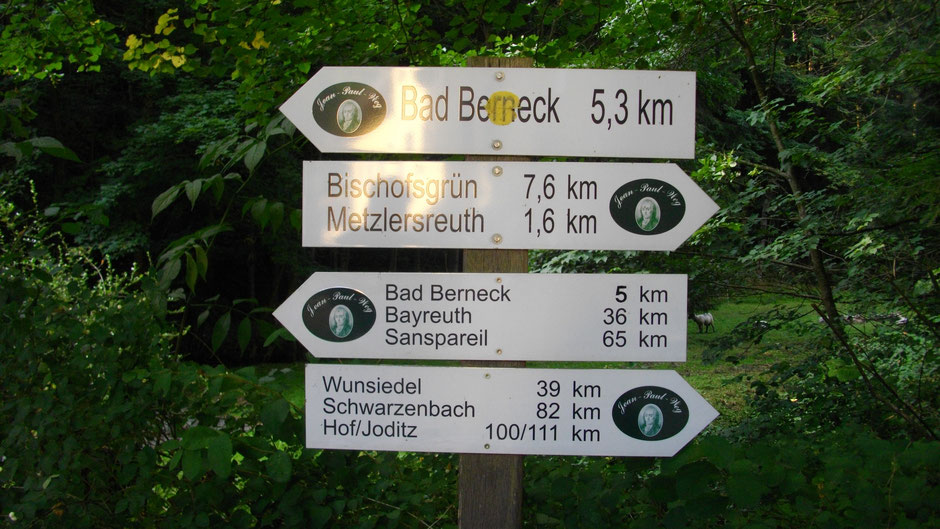 Jean-Paul-Weg
Bad Berneck 5,3 km
Bischofsgrün 7,6 km
Metzlersreuth 1,6 km
Jean-Paul-Weg
Jean-Paul-Weg
Bad Berneck 5 km
Bayreuth 36 km
Sanspareil 65 km
Wunsiedel 39 km
Schwarzenbach 82 km
Hof/Joditz 100/111 km
Jean-Paul-Weg